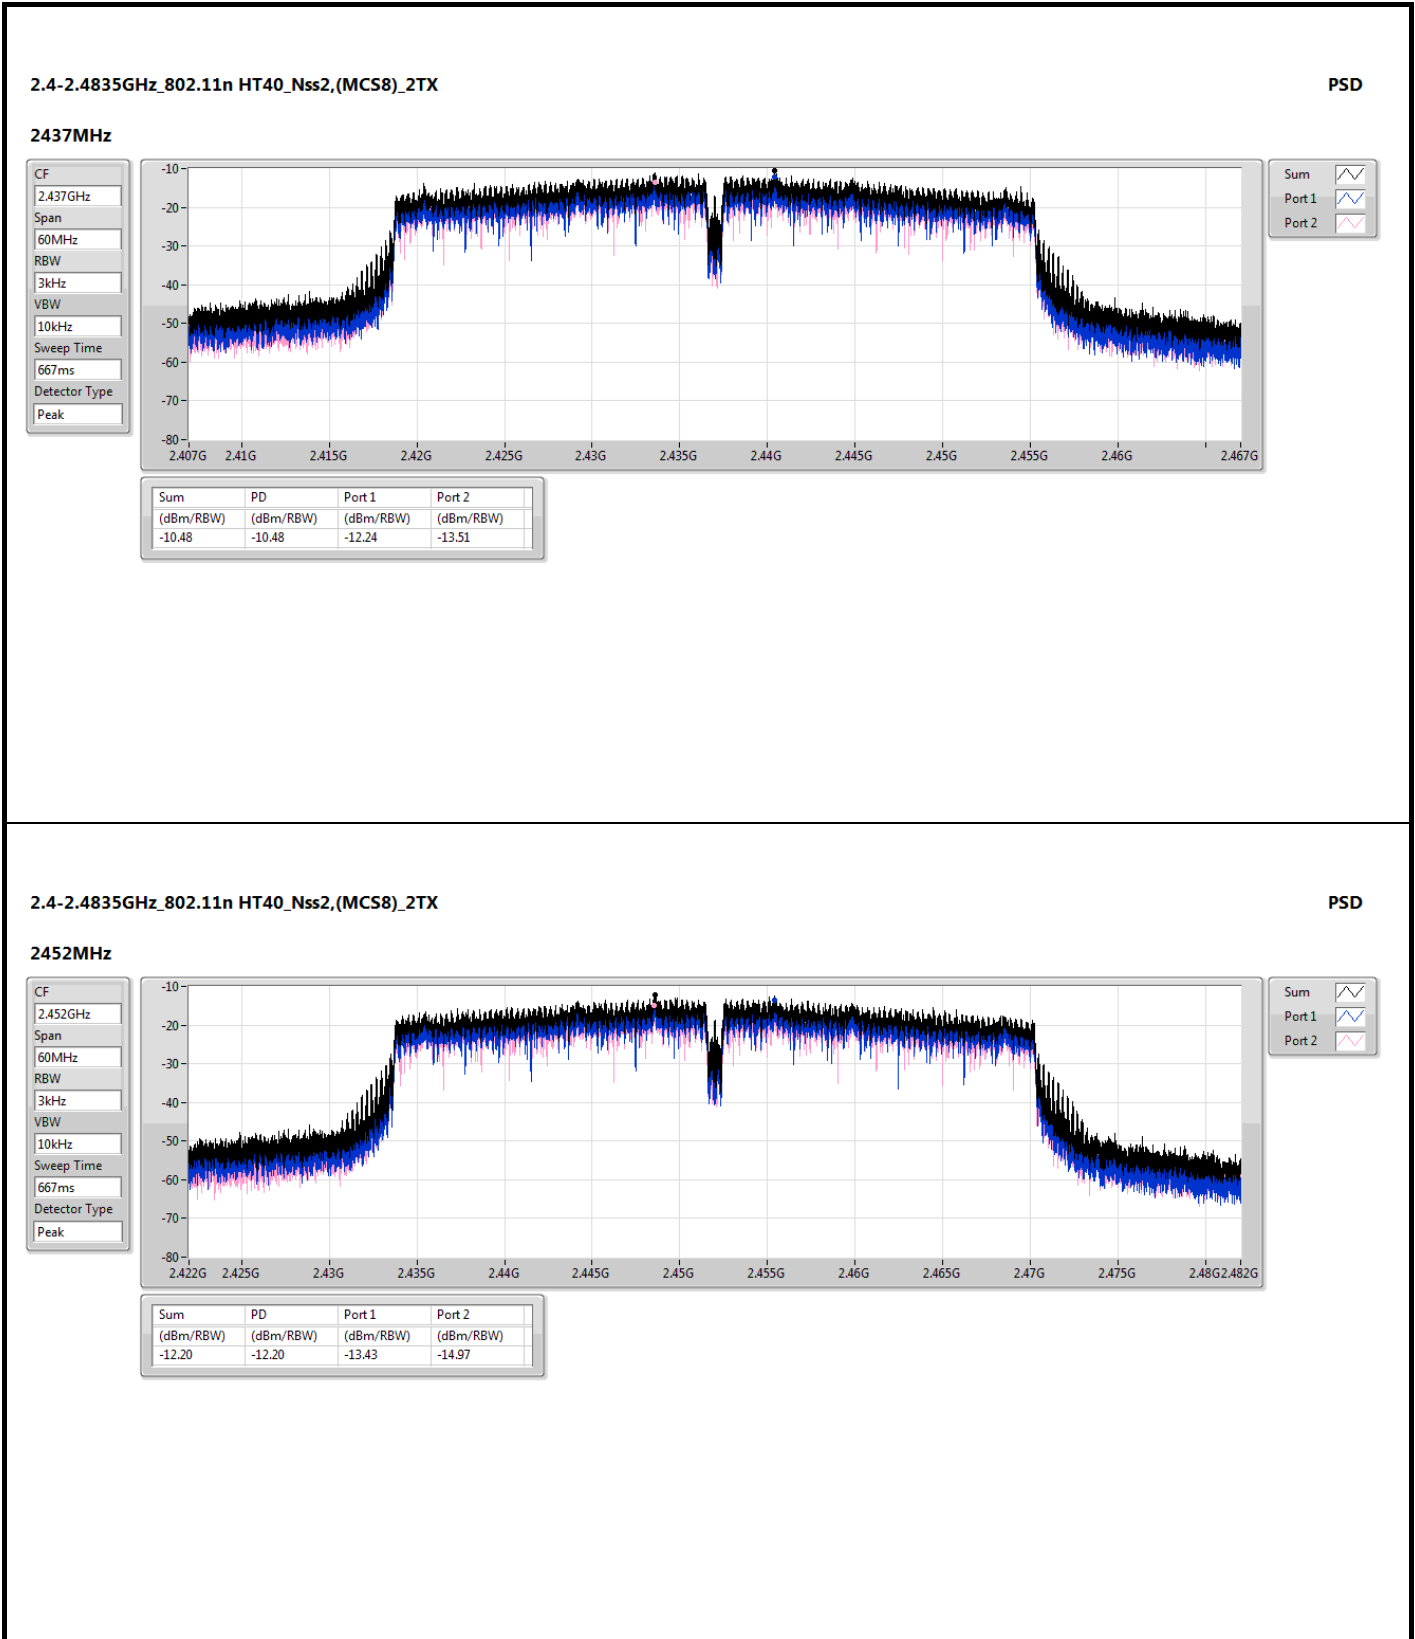 2.4-2.4835GHz_802.11n HT40_Nss2,(MCS8)_2TX PSD
2437MHz
CF
2.437GHz
Span
60MHz
RBW
3kHz
VBW
10kHz
Sweep Time
667ms
Detector Type
Peak
-10
-20
-30
-40
-50
-60
-70
-80
2.407G 2.41G 2.415G 2.42G 2.425G 2.43G 2.435G 2.44G 2.445G 2.45G 2.455G 2.46G 2.467G
Sum
Port 1
Port 2
Sum PD Port 1 Port 2
(dBm/RBW) (dBm/RBW) (dBm/RBW) (dBm/RBW)
-10.48 -10.48 -12.24 -13.51
2.4-2.4835GHz_802.11n HT40_Nss2,(MCS8)_2TX PSD
2452MHz
CF
2.452GHz
Span
60MHz
RBW
3kHz
VBW
10kHz
Sweep Time
667ms
Detector Type
Peak
-10
-20
-30
-40
-50
-60
-70
-80
2.422G 2.425G 2.43G 2.435G 2.44G 2.445G 2.45G 2.455G 2.46G 2.465G 2.47G 2.475G 2.48G 2.482G
Sum
Port 1
Port 2
Sum PD Port 1 Port 2
(dBm/RBW) (dBm/RBW) (dBm/RBW) (dBm/RBW)
-12.20 -12.20 -13.43 -14.97